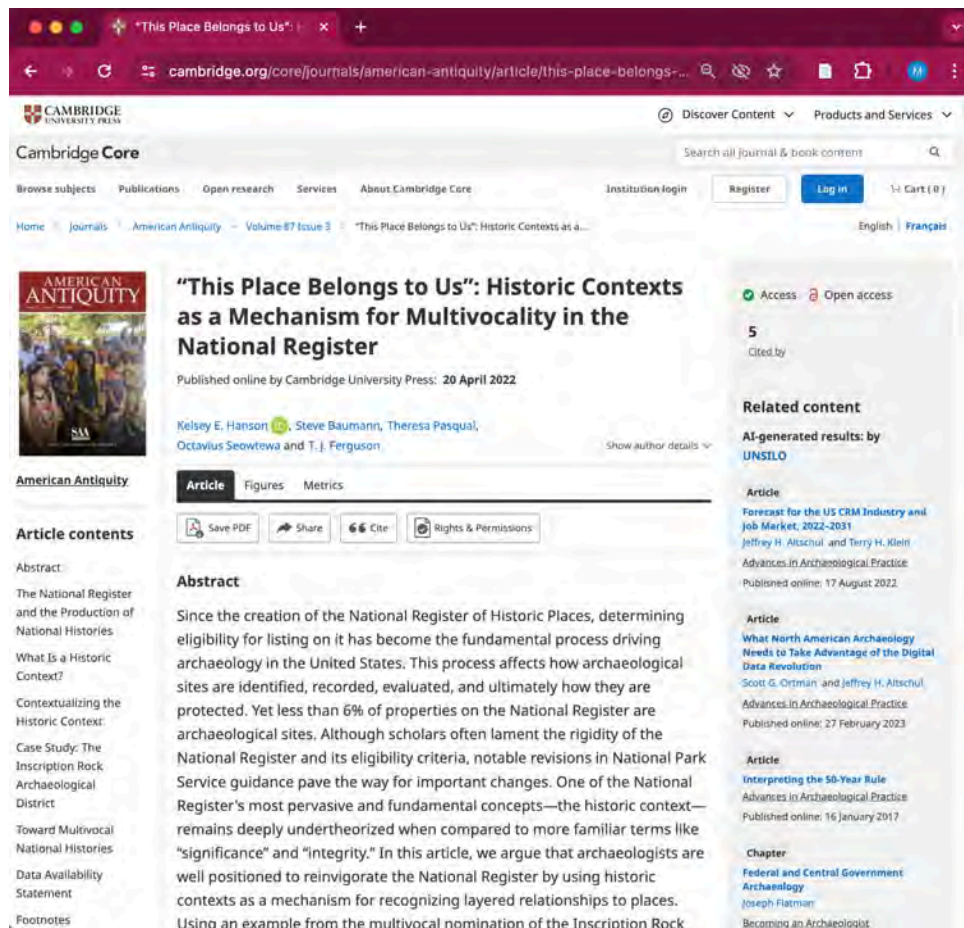 "This Place Belongs to Us": H
cambridge.org/core/journals/american-antiquity/article/this-place-belongs-...
M
CAMBRIDGE
UNIVERSITY PRESS
Discover Content
Products and Services
Cambridge Core
Search all journal & book content
Browse subjects
Publications
Open research
Services
About Cambridge Core
Institution login
Register
Log in
Cart ( 0 )
Home
Journals
American Antiquity
Volume 87 Issue 3
"This Place Belongs to Us": Historic Contexts as a...
English
Français
AMERICAN
ANTIQUITY
SAA
American Antiquity
Article contents
Abstract
The National Register
and the Production of
National Histories
What Is a Historic
Context?
Contextualizing the
Historic Context
Case Study: The
Inscription Rock
Archaeological
District
Toward Multivocal
National Histories
Data Availability
Statement
Footnotes
“This Place Belongs to Us”: Historic Contexts
as a Mechanism for Multivocality in the
National Register
Published online by Cambridge University Press: 20 April 2022
Kelsey E. Hanson iD, Steve Baumann, Theresa Pasqual,
Octavius Seowtewa and T. J. Ferguson
Show author details
Article
Figures
Metrics
Save PDF
Share
Cite
Rights & Permissions
Abstract
Since the creation of the National Register of Historic Places, determining
eligibility for listing on it has become the fundamental process driving
archaeology in the United States. This process affects how archaeological
sites are identified, recorded, evaluated, and ultimately how they are
protected. Yet less than 6% of properties on the National Register are
archaeological sites. Although scholars often lament the rigidity of the
National Register and its eligibility criteria, notable revisions in National Park
Service guidance pave the way for important changes. One of the National
Register’s most pervasive and fundamental concepts—the historic context—
remains deeply undertheorized when compared to more familiar terms like
“significance” and “integrity.” In this article, we argue that archaeologists are
well positioned to reinvigorate the National Register by using historic
contexts as a mechanism for recognizing layered relationships to places.
Using an example from the multivocal nomination of the Inscription Rock
Access
Open access
5
Cited by
Related content
AI-generated results: by
UNSILO
Article
Forecast for the US CRM Industry and
Job Market, 2022–2031
Jeffrey H. Altschul and Terry H. Klein
Advances in Archaeological Practice
Published online: 17 August 2022
Article
What North American Archaeology
Needs to Take Advantage of the Digital
Data Revolution
Scott G. Ortman and Jeffrey H. Altschul
Advances in Archaeological Practice
Published online: 27 February 2023
Article
Interpreting the 50-Year Rule
Advances in Archaeological Practice
Published online: 16 January 2017
Chapter
Federal and Central Government
Archaeology
Joseph Flatman
Becoming an Archaeologist